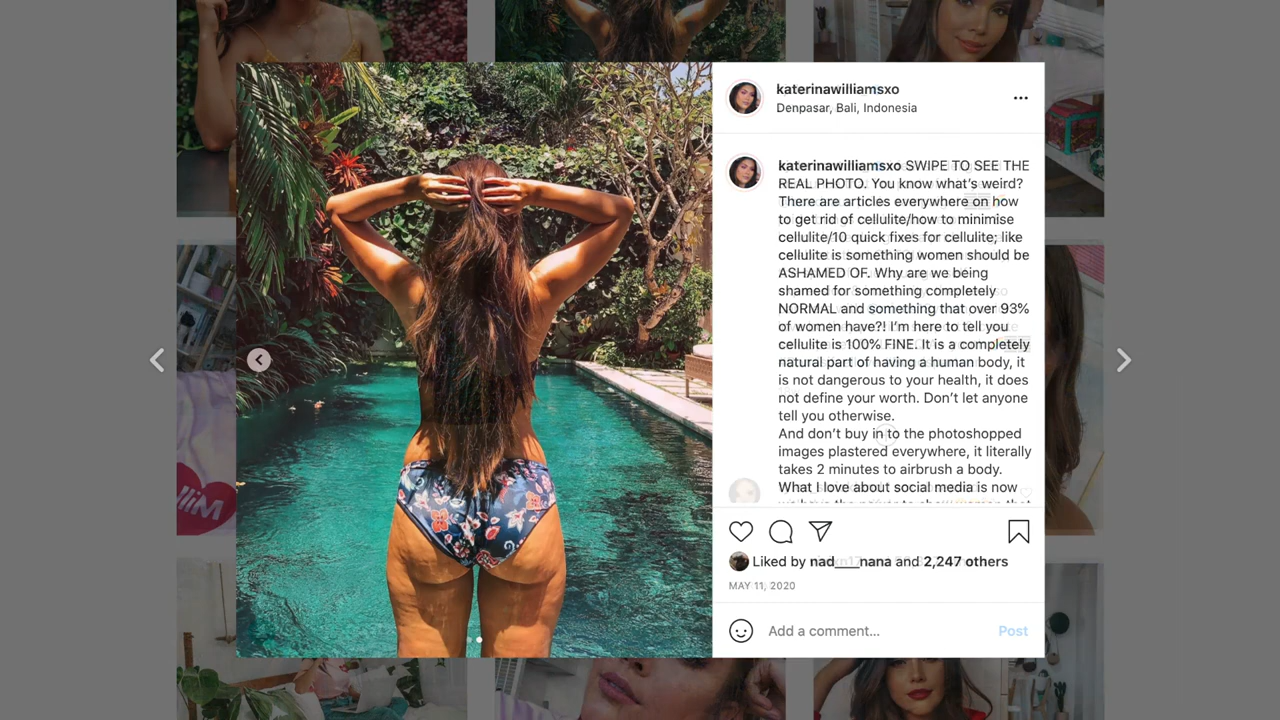 katerinawilliamsxo
Denpasar, Bali, Indonesia
katerinawilliamsxo SWIPE TO SEE THE
REAL PHOTO. You know what's weird?
There are articles everywhere on how
to get rid of cellulite/how to minimise
cellulite/10 quick fixes for cellulite; like
cellulite is something women should be
ASHAMED OF. Why are we being
shamed for something completely
NORMAL and something that over 93%
of women have?! I'm here to tell you
cellulite is 100% FINE. It is a completely
natural part of having a human body, it
is not dangerous to your health, it does
not define your worth. Don't let anyone
tell you otherwise.
And don't buy into the photoshopped
images plastered everywhere, it literally
takes 2 minutes to airbrush a body.
What I love about social media is now
Liked by nad___nana and 2,247 others
MAY 11, 2020
Add a comment... Post